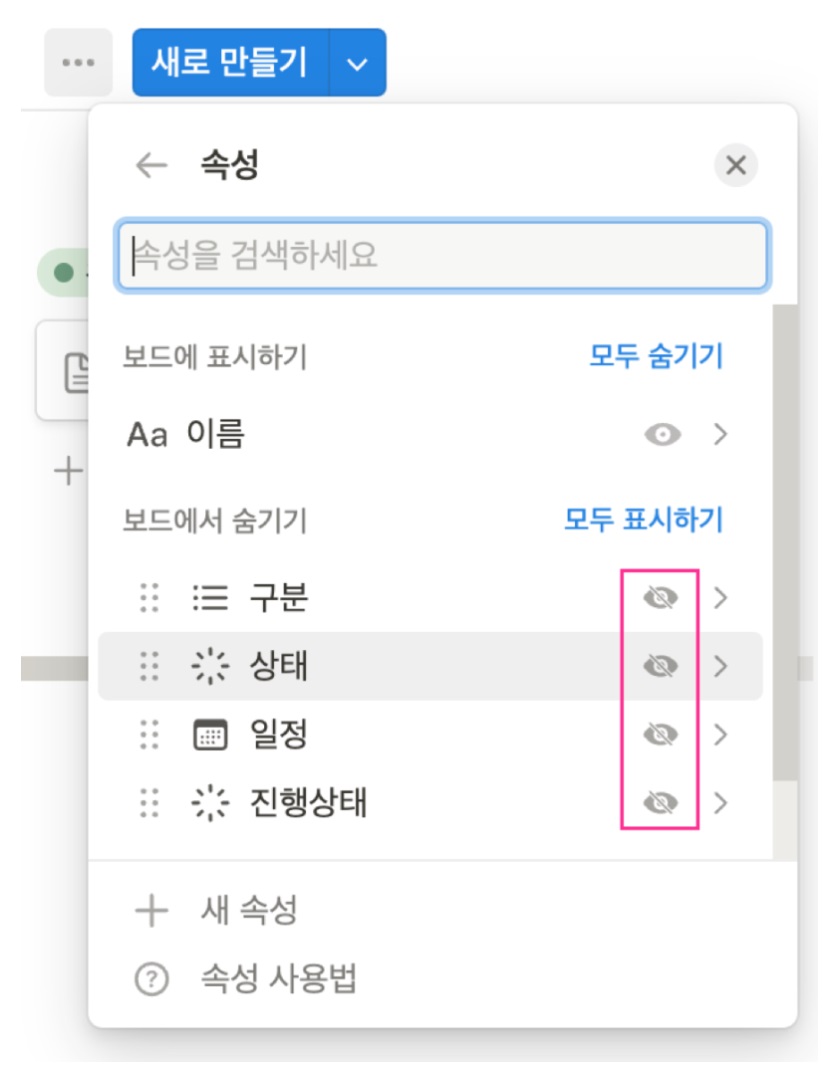 새로 만들기
속성
속성을 검색하세요
보드에 표시하기 모두 숨기기
Aa 이름
보드에서 숨기기 모두 표시하기
구분
상태
일정
진행상태
새 속성
속성 사용법